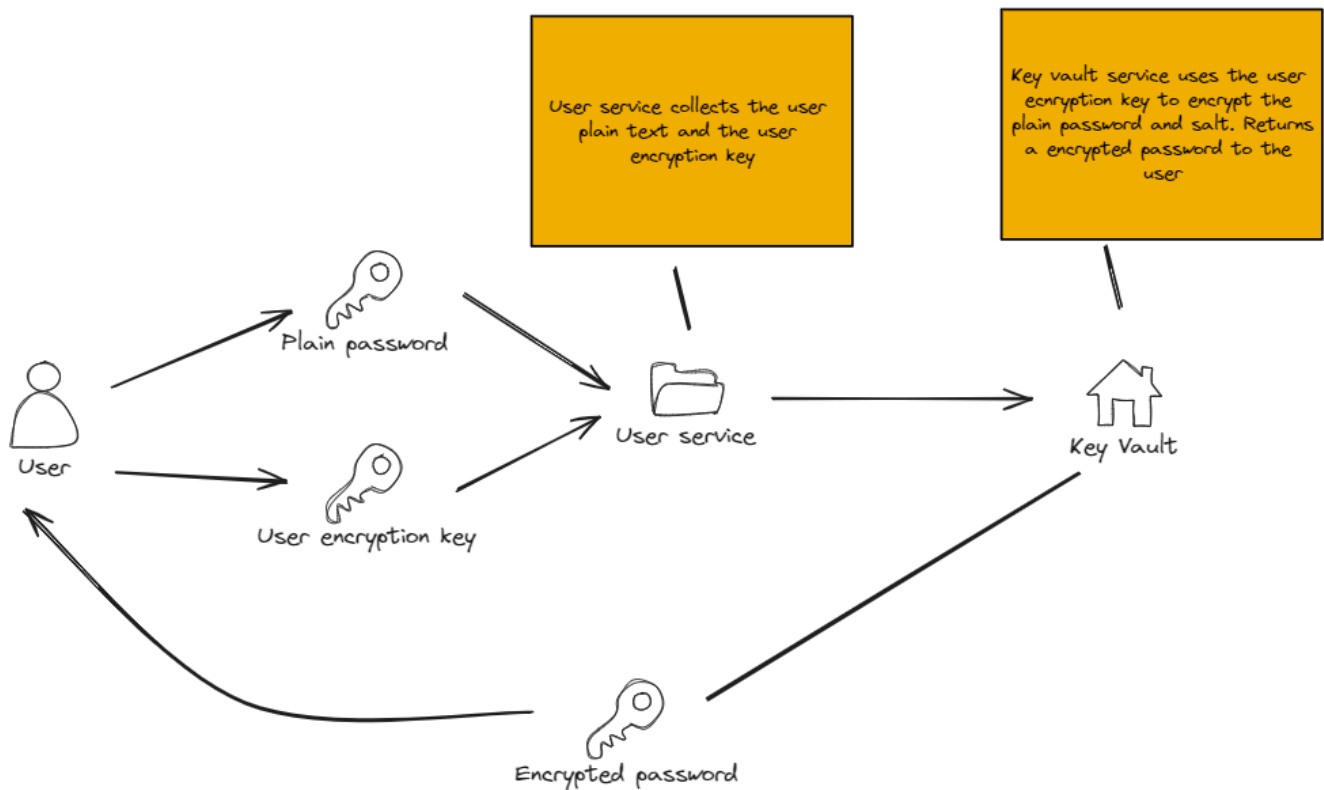 User service collects the user
plain text and the user
encryption key
Key vault service uses the user
ecnryption key to encrypt the
plain password and salt. Returns
a encrypted password to the
user
Plain password
User service
Key Vault
User
User encryption key
Encrypted password